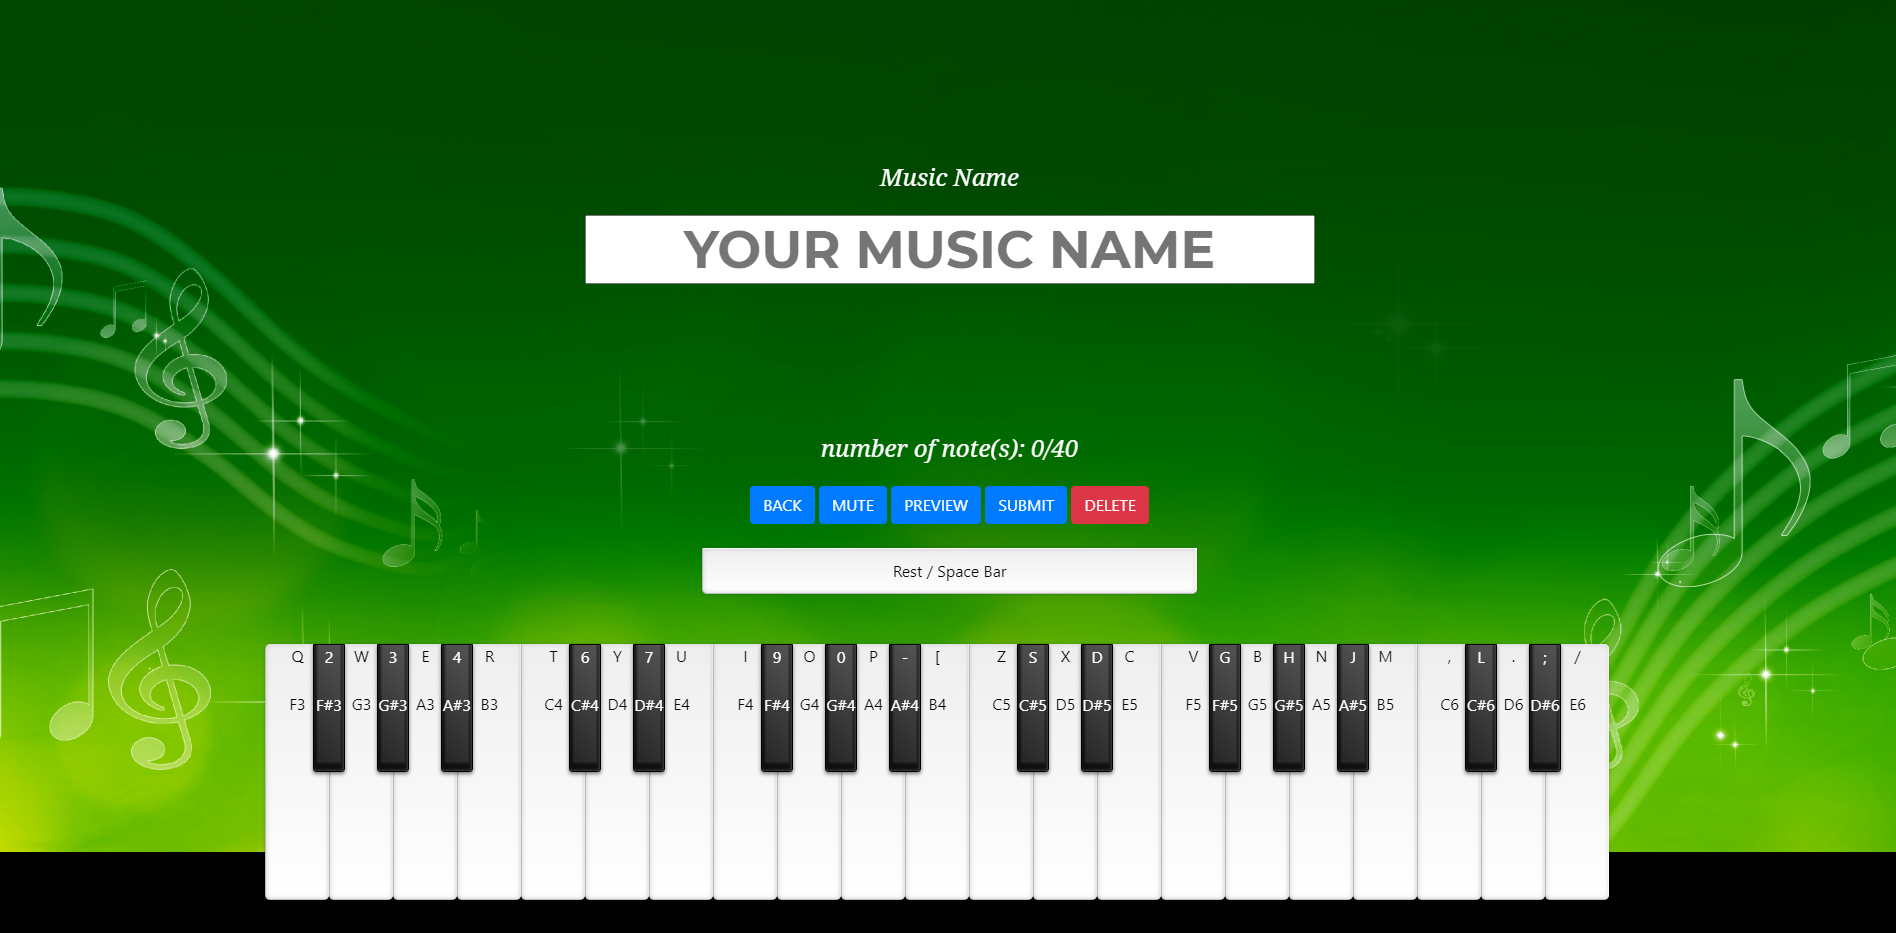 Music Name
YOUR MUSIC NAME
number of note(s): 0/40
BACK MUTE PREVIEW SUBMIT DELETE
Rest / Space Bar
Q 2 W 3 E 4 R T 6 Y 7 U I 9 O 0 P - [ Z S X D C V G B H N J M , L . ; /
F3 F#3 G3 G#3 A3 A#3 B3 C4 C#4 D4 D#4 E4 F4 F#4 G4 G#4 A4 A#4 B4 C5 C#5 D5 D#5 E5 F5 F#5 G5 G#5 A5 A#5 B5 C6 C#6 D6 D#6 E6